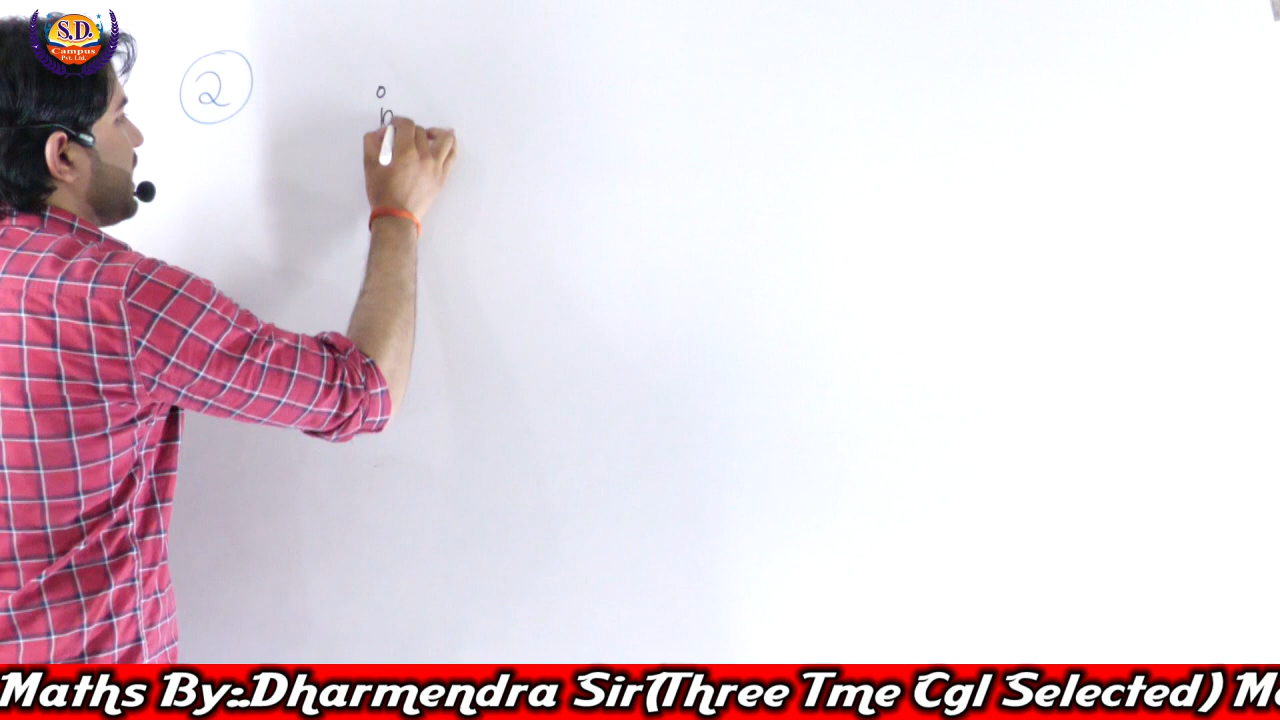 S.D.
Campus
Pvt. Ltd.
2
Maths By:-Dharmendra Sir(Three Tme Cgl Selected)